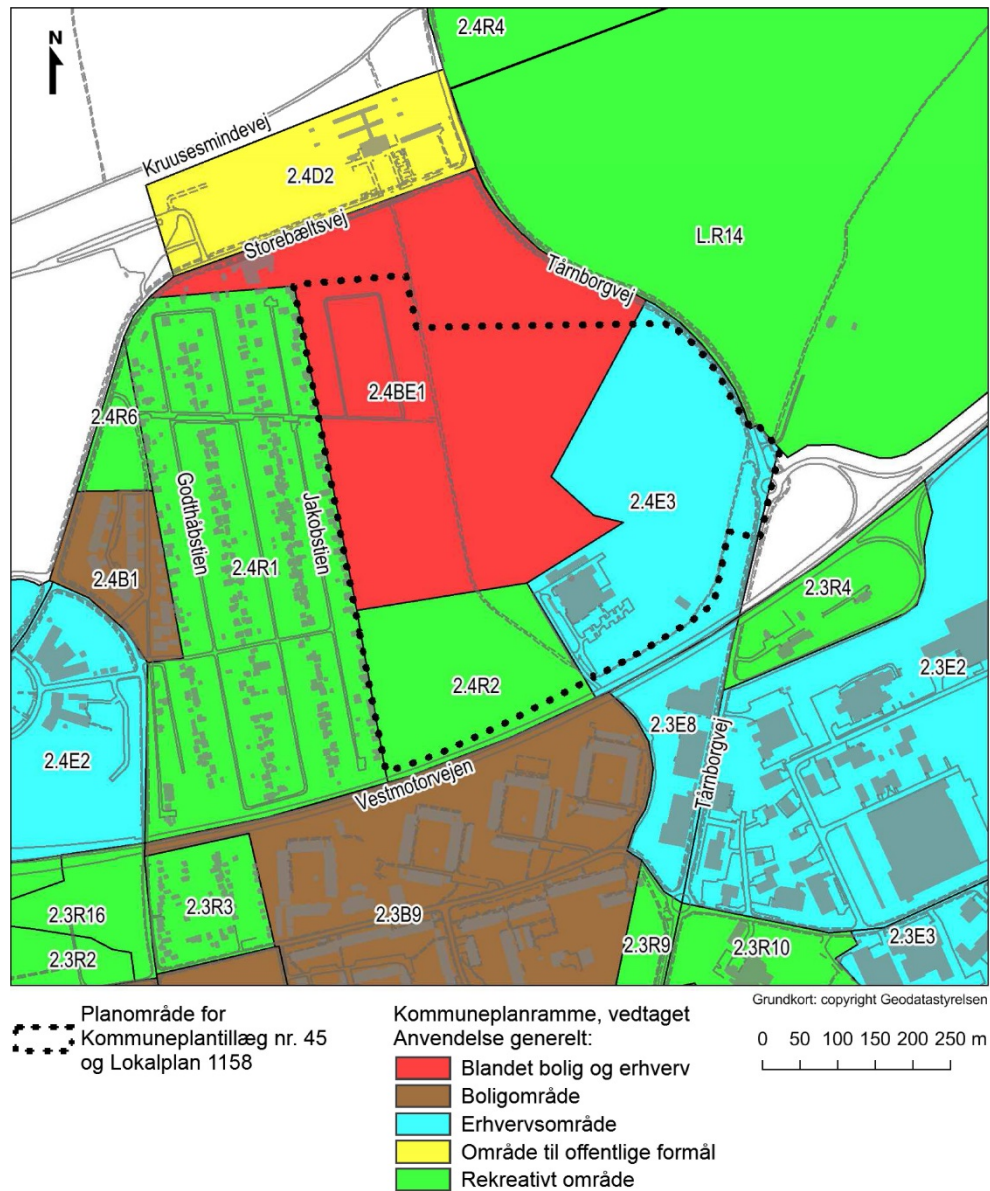 2.4R4
N
Kruusesmindevej
2.4D2
L.R14
Storebæltsvej
Tårnborgvej
2.4BE1
2.4R6
2.4E3
Godthåbstien
Jakobstien
2.4R1
2.4B1
2.3R4
2.3E2
2.4R2
2.3E8
2.4E2
Tårnborgvej
Vestmotorvejen
2.3R16
2.3R3
2.3B9
2.3R2
2.3R9
2.3R10
2.3E3
Grundkort: copyright Geodatastyrelsen
Planområde for
Kommuneplantillæg nr. 45
og Lokalplan 1158
Kommuneplanramme, vedtaget
Anvendelse generelt:
Blandet bolig og erhverv
Boligområde
Erhvervsområde
Område til offentlige formål
Rekreativt område
0 50 100 150 200 250 m